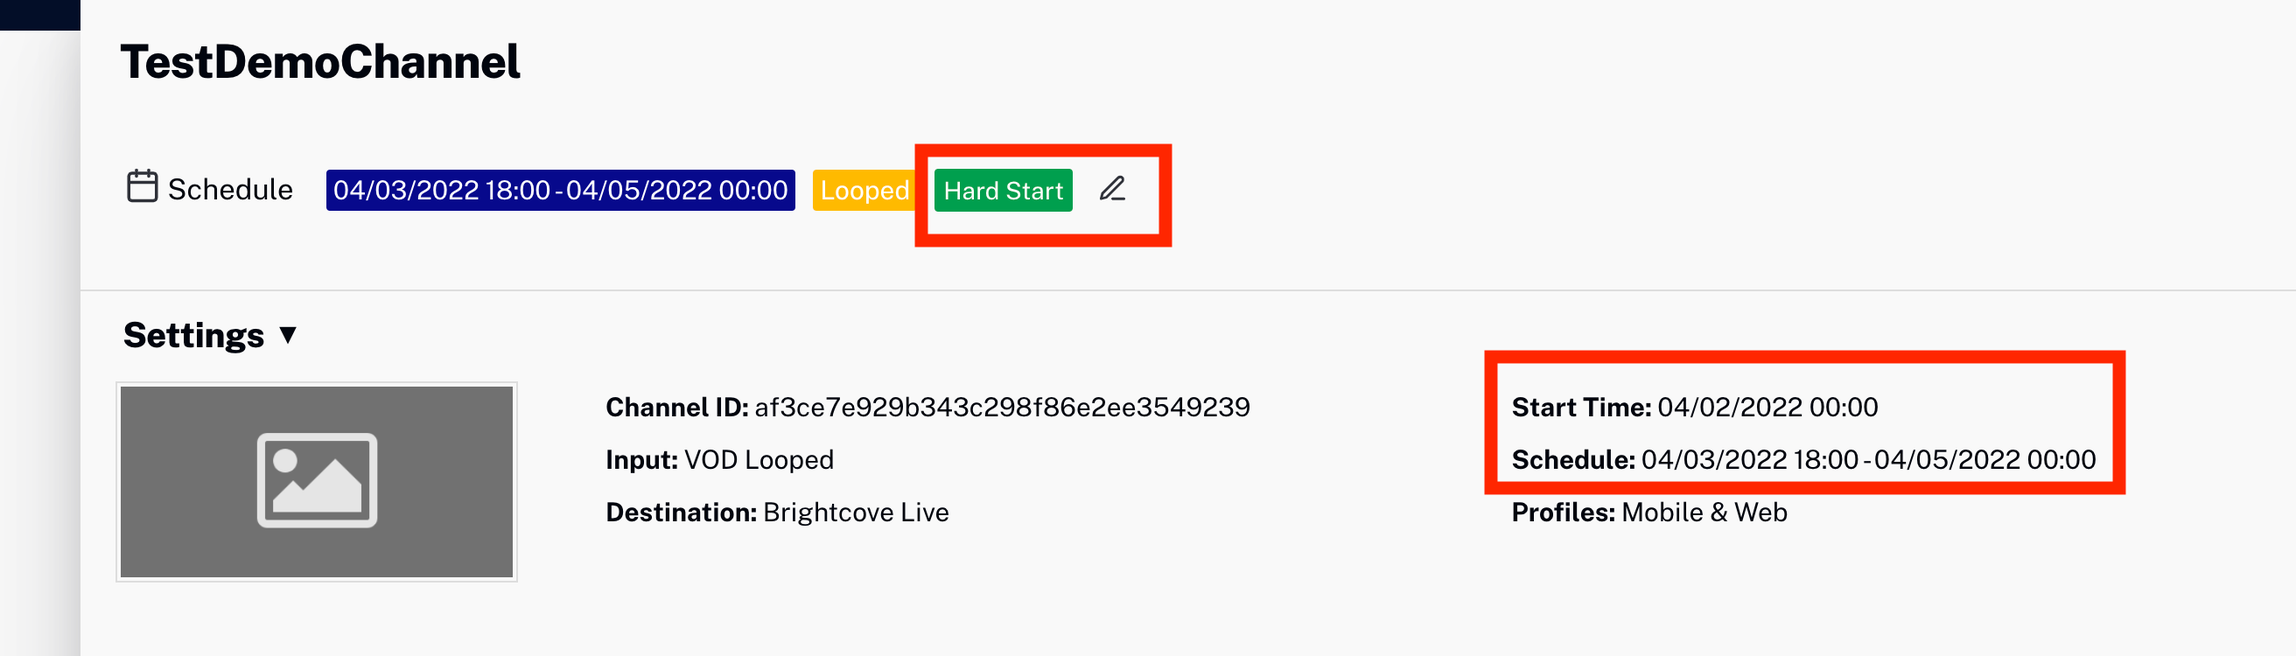 TestDemoChannel
Schedule 04/03/2022 18:00 - 04/05/2022 00:00 Looped Hard Start
Settings ▼
Channel ID: af3ce7e929b343c298f86e2ee3549239
Input: VOD Looped
Destination: Brightcove Live
Start Time: 04/02/2022 00:00
Schedule: 04/03/2022 18:00 - 04/05/2022 00:00
Profiles: Mobile & Web